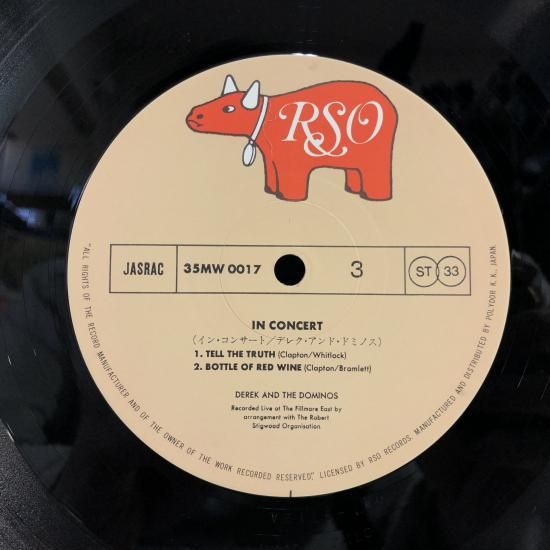 RSO
JASRAC
35MW 0017
3
ST 33
IN CONCERT
(イン・コンサート/デレク・アンド・ドミノス)
1. TELL THE TRUTH (Clapton/Whitlock)
2. BOTTLE OF RED WINE (Clapton/Bramlett)
DEREK AND THE DOMINOS
Recorded Live at The Fillmore East by
arrangement with The Robert
Stigwood Organisation.
"ALL RIGHTS OF THE RECORD MANUFACTURER AND OF THE OWNER OF THE WORK RECORDED RESERVED," LICENSED BY RSO RECORDS, MANUFACTURED AND DISTRIBUTED BY POLYDOR K. K., JAPAN.